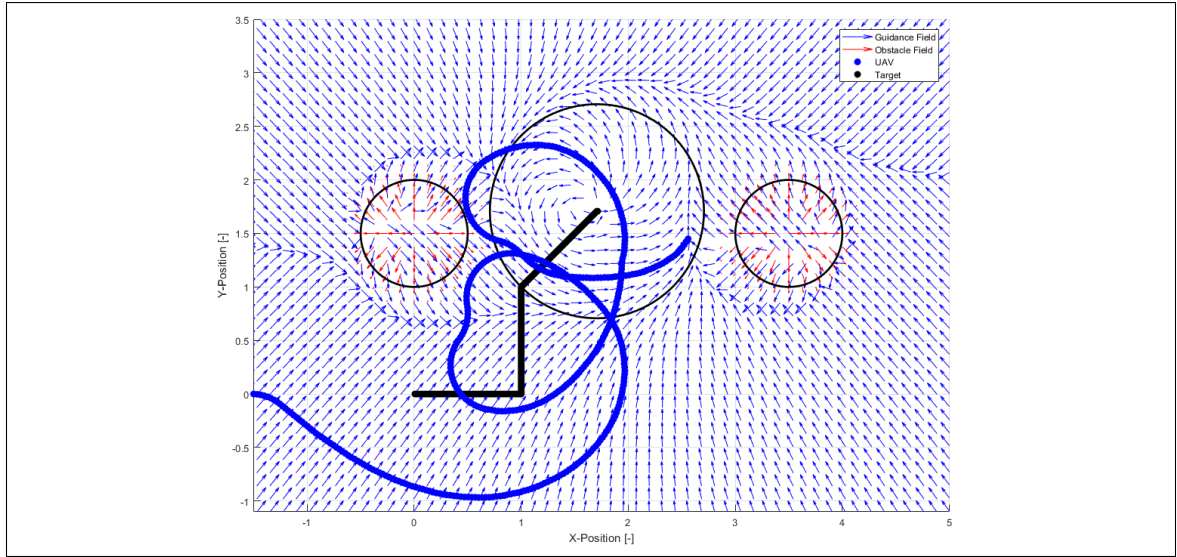 3.5
3
2.5
2
1.5
1
0.5
0
-0.5
-1
Y-Position [-]
Guidance Field
Obstacle Field
UAV
Target
-1 0 1 2 3 4 5
X-Position [-]